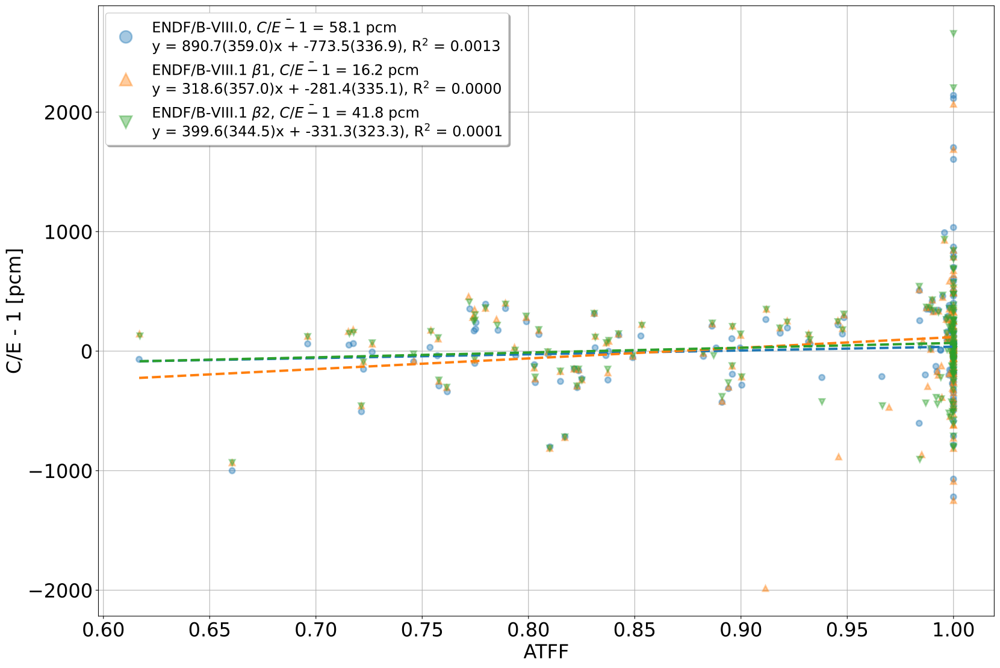 ENDF/B-VIII.0, C/E ̄− 1 = 58.1 pcm
y = 890.7(359.0)x + -773.5(336.9), R² = 0.0013
ENDF/B-VIII.1 β1, C/E ̄− 1 = 16.2 pcm
y = 318.6(357.0)x + -281.4(335.1), R² = 0.0000
ENDF/B-VIII.1 β2, C/E ̄− 1 = 41.8 pcm
y = 399.6(344.5)x + -331.3(323.3), R² = 0.0001
2000
1000
0
−1000
−2000
C/E - 1 [pcm]
0.60 0.65 0.70 0.75 0.80 0.85 0.90 0.95 1.00
ATFF